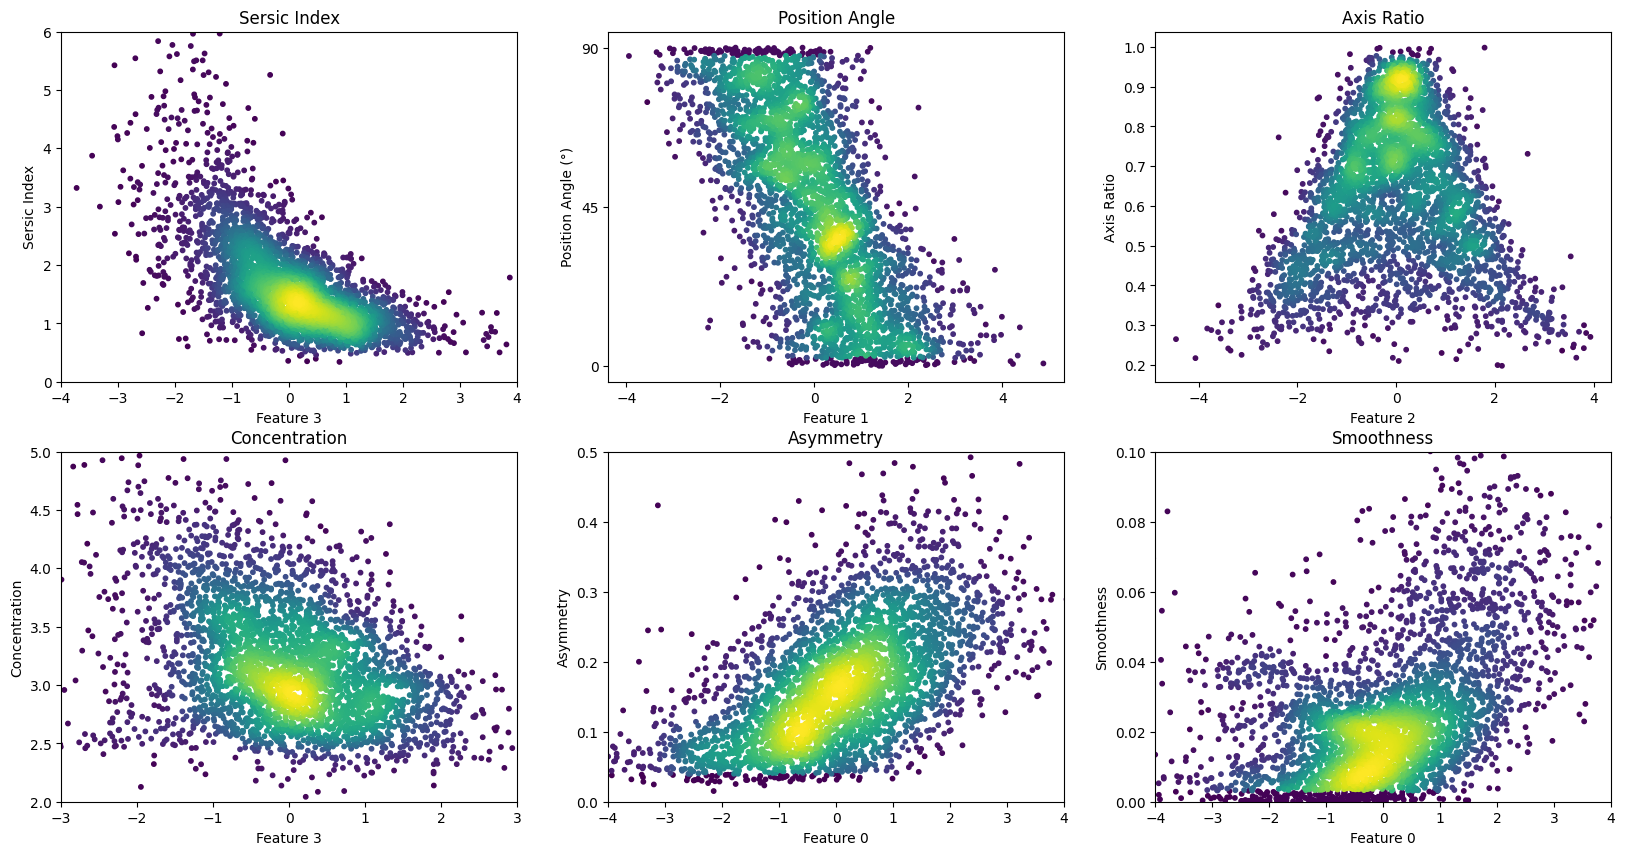 Sersic Index
Position Angle
Axis Ratio
Sersic Index
6
5
4
3
2
1
0
−4 −3 −2 −1 0 1 2 3 4
Feature 3
Position Angle (°)
90
45
0
−4 −2 0 2 4
Feature 1
Axis Ratio
1.0
0.9
0.8
0.7
0.6
0.5
0.4
0.3
0.2
−4 −2 0 2 4
Feature 2
Concentration
Asymmetry
Smoothness
Concentration
5.0
4.5
4.0
3.5
3.0
2.5
2.0
−3 −2 −1 0 1 2 3
Feature 3
Asymmetry
0.5
0.4
0.3
0.2
0.1
0.0
−4 −3 −2 −1 0 1 2 3 4
Feature 0
Smoothness
0.10
0.08
0.06
0.04
0.02
0.00
−4 −3 −2 −1 0 1 2 3 4
Feature 0